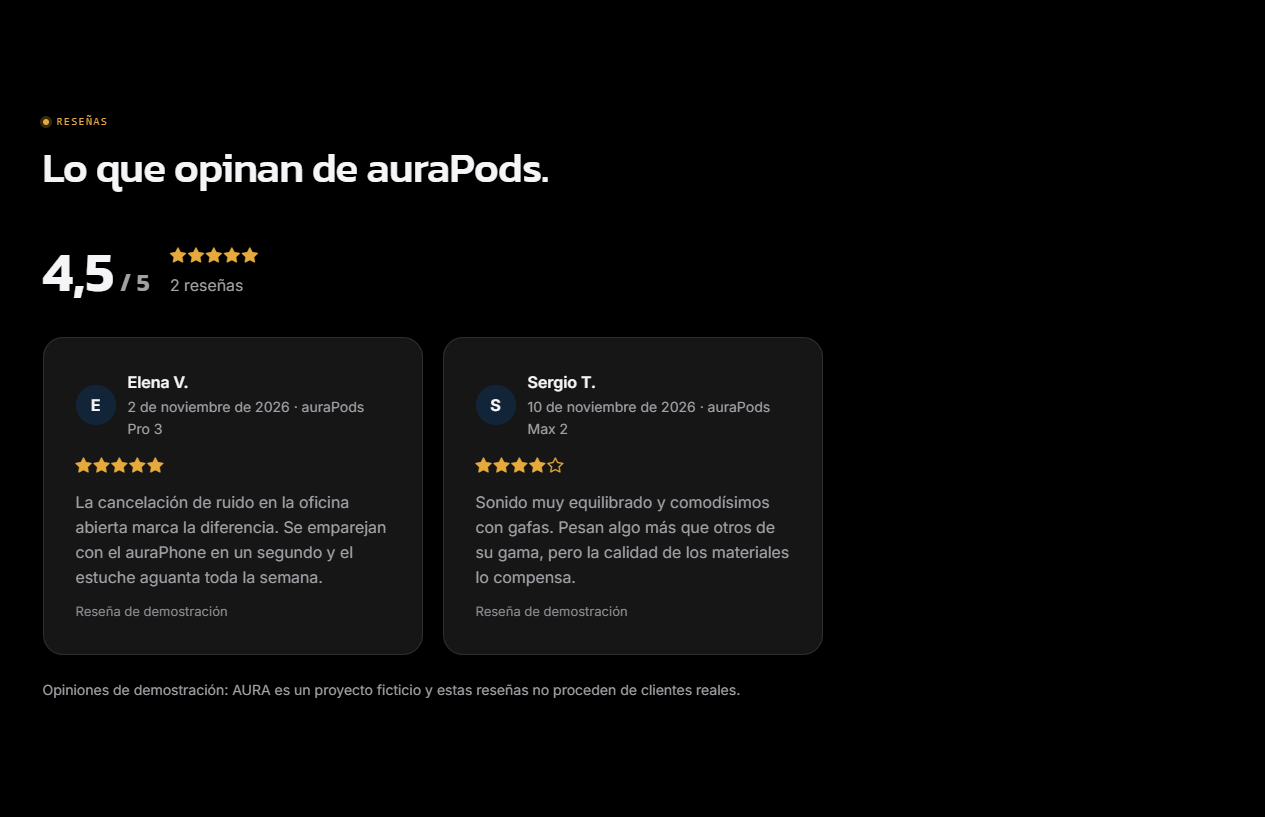 RESEÑAS
Lo que opinan de auraPods.
4,5 / 5
2 reseñas
E
Elena V.
2 de noviembre de 2026 · auraPods
Pro 3
La cancelación de ruido en la oficina
abierta marca la diferencia. Se emparejan
con el auraPhone en un segundo y el
estuche aguanta toda la semana.
Reseña de demostración
S
Sergio T.
10 de noviembre de 2026 · auraPods
Max 2
Sonido muy equilibrado y comodísimos
con gafas. Pesan algo más que otros de
su gama, pero la calidad de los materiales
lo compensa.
Reseña de demostración
Opiniones de demostración: AURA es un proyecto ficticio y estas reseñas no proceden de clientes reales.